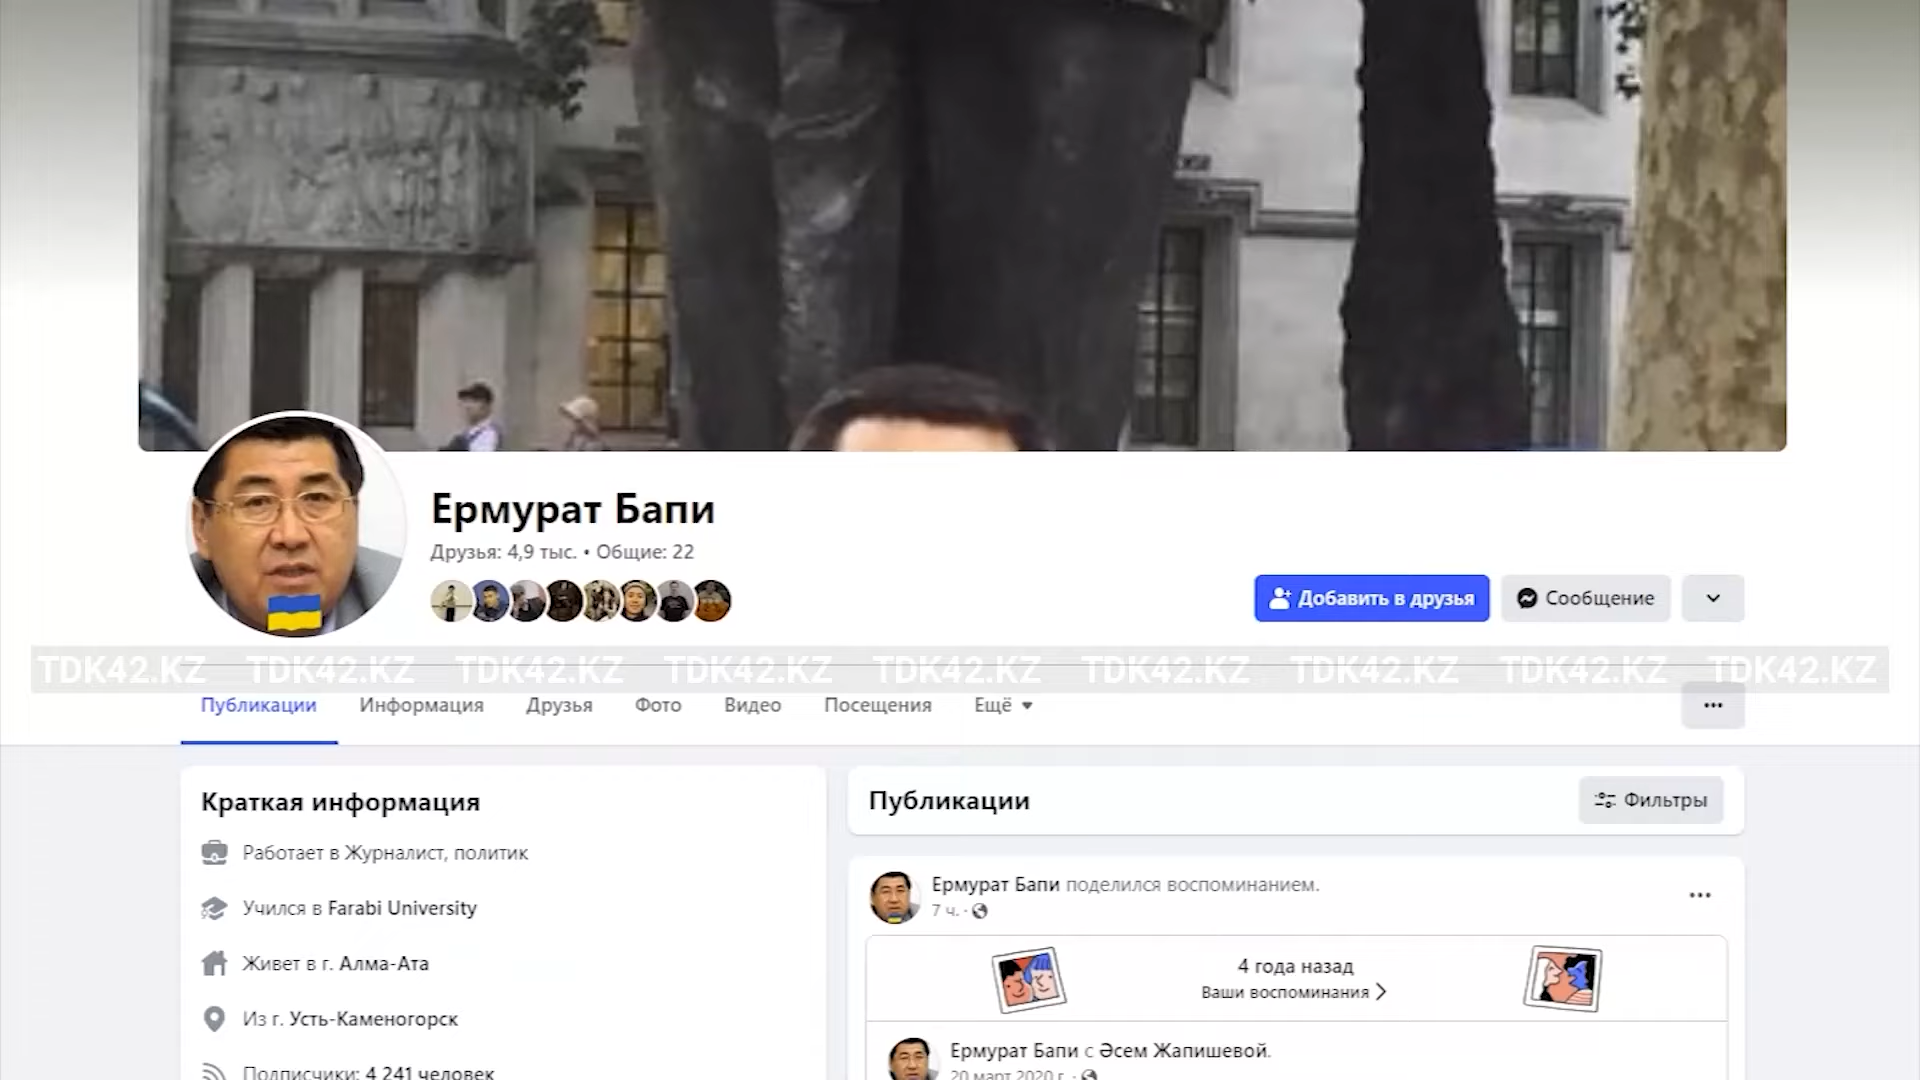 Ермурат Бапи
Друзья: 4,9 тыс. • Общие: 22
Добавить в друзья
Сообщение
TDK42.KZ TDK42.KZ TDK42.KZ TDK42.KZ TDK42.KZ TDK42.KZ TDK42.KZ TDK42.KZ TDK42.KZ
Публикации Информация Друзья Фото Видео Посещения Ещё
Краткая информация
Работает в Журналист, политик
Учился в Farabi University
Живет в г. Алма-Ата
Из г. Усть-Каменогорск
Подписчики: 4 241 человек
Публикации
Фильтры
Ермурат Бапи поделился воспоминанием.
7 ч. ·
4 года назад
Ваши воспоминания
Ермурат Бапи с Әсем Жапишевой.
20 март 2020 г. ·